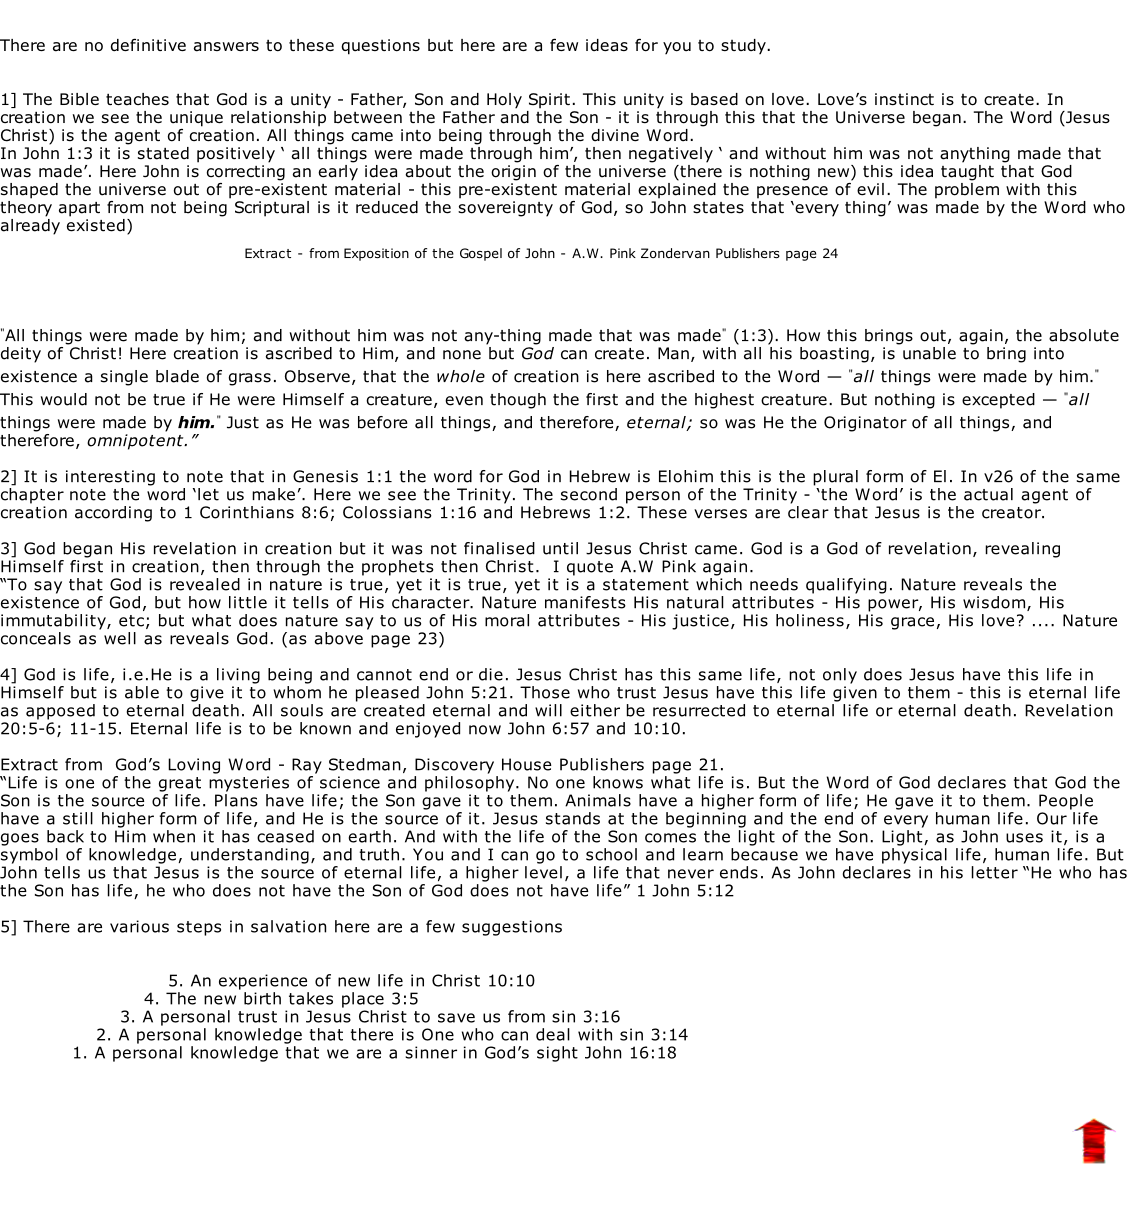 There are no definitive answers to these questions but here are a few ideas for you to study.
1] The Bible teaches that God is a unity - Father, Son and Holy Spirit. This unity is based on love. Love’s instinct is to create. In
creation we see the unique relationship between the Father and the Son - it is through this that the Universe began. The Word (Jesus
Christ) is the agent of creation. All things came into being through the divine Word.
In John 1:3 it is stated positively ‘ all things were made through him’, then negatively ‘ and without him was not anything made that
was made’. Here John is correcting an early idea about the origin of the universe (there is nothing new) this idea taught that God
shaped the universe out of pre-existent material - this pre-existent material explained the presence of evil. The problem with this
theory apart from not being Scriptural is it reduced the sovereignty of God, so John states that ‘every thing’ was made by the Word who
already existed)
Extract - from Exposition of the Gospel of John - A.W. Pink Zondervan Publishers page 24
"All things were made by him; and without him was not any-thing made that was made" (1:3). How this brings out, again, the absolute
deity of Christ! Here creation is ascribed to Him, and none but God can create. Man, with all his boasting, is unable to bring into
existence a single blade of grass. Observe, that the whole of creation is here ascribed to the Word — "all things were made by him."
This would not be true if He were Himself a creature, even though the first and the highest creature. But nothing is excepted — "all
things were made by him." Just as He was before all things, and therefore, eternal; so was He the Originator of all things, and
therefore, omnipotent.”
2] It is interesting to note that in Genesis 1:1 the word for God in Hebrew is Elohim this is the plural form of El. In v26 of the same
chapter note the word ‘let us make’. Here we see the Trinity. The second person of the Trinity - ‘the Word’ is the actual agent of
creation according to 1 Corinthians 8:6; Colossians 1:16 and Hebrews 1:2. These verses are clear that Jesus is the creator.
3] God began His revelation in creation but it was not finalised until Jesus Christ came. God is a God of revelation, revealing
Himself first in creation, then through the prophets then Christ.  I quote A.W Pink again.
“To say that God is revealed in nature is true, yet it is true, yet it is a statement which needs qualifying. Nature reveals the
existence of God, but how little it tells of His character. Nature manifests His natural attributes - His power, His wisdom, His
immutability, etc; but what does nature say to us of His moral attributes - His justice, His holiness, His grace, His love? .... Nature
conceals as well as reveals God. (as above page 23)
4] God is life, i.e.He is a living being and cannot end or die. Jesus Christ has this same life, not only does Jesus have this life in
Himself but is able to give it to whom he pleased John 5:21. Those who trust Jesus have this life given to them - this is eternal life
as apposed to eternal death. All souls are created eternal and will either be resurrected to eternal life or eternal death. Revelation
20:5-6; 11-15. Eternal life is to be known and enjoyed now John 6:57 and 10:10.
Extract from  God’s Loving Word - Ray Stedman, Discovery House Publishers page 21.
“Life is one of the great mysteries of science and philosophy. No one knows what life is. But the Word of God declares that God the
Son is the source of life. Plans have life; the Son gave it to them. Animals have a higher form of life; He gave it to them. People
have a still higher form of life, and He is the source of it. Jesus stands at the beginning and the end of every human life. Our life
goes back to Him when it has ceased on earth. And with the life of the Son comes the light of the Son. Light, as John uses it, is a
symbol of knowledge, understanding, and truth. You and I can go to school and learn because we have physical life, human life. But
John tells us that Jesus is the source of eternal life, a higher level, a life that never ends. As John declares in his letter “He who has
the Son has life, he who does not have the Son of God does not have life” 1 John 5:12
5] There are various steps in salvation here are a few suggestions
5. An experience of new life in Christ 10:10
4. The new birth takes place 3:5
3. A personal trust in Jesus Christ to save us from sin 3:16
2. A personal knowledge that there is One who can deal with sin 3:14
1. A personal knowledge that we are a sinner in God’s sight John 16:18